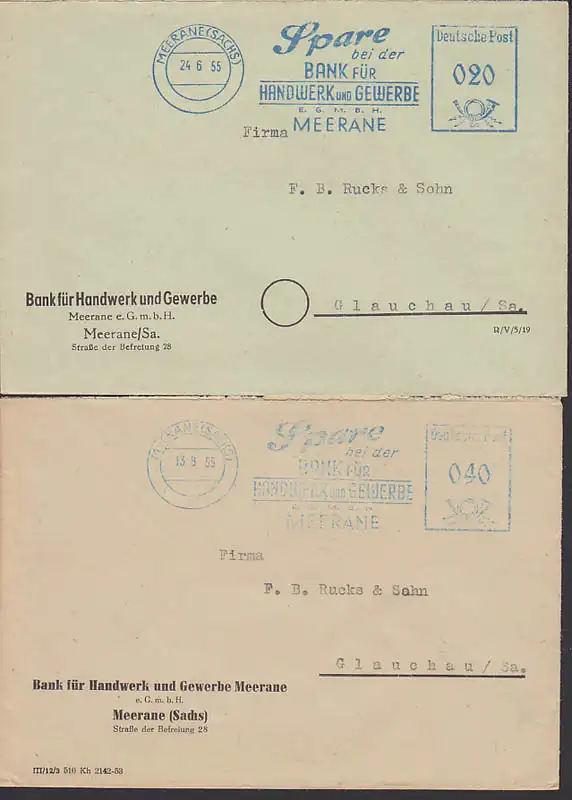 MEERANE (SACHS)
24 6 55
Spare
bei der
BANK FÜR
HANDWERK UND GEWERBE
E. G. M. B. H.
MEERANE
Deutsche Post
020
Firma
F. B. Rucks & Sohn
Glauchau/Sa.
Bank für Handwerk und Gewerbe
Meerane e. G. m. b. H.
Meerane/Sa.
Straße der Befreiung 28
R/V/5/19
13 9 55
Spare
bei der
BANK FÜR
HANDWERK UND GEWERBE
E. G. M. B. H.
MEERANE
Deutsche Post
040
Firma
F. B. Rucks & Sohn
Glauchau/Sa.
Bank für Handwerk und Gewerbe Meerane
e. G. m. b. H.
Meerane (Sachs)
Straße der Befreiung 28
III/12/3 516 Kh 2142-53